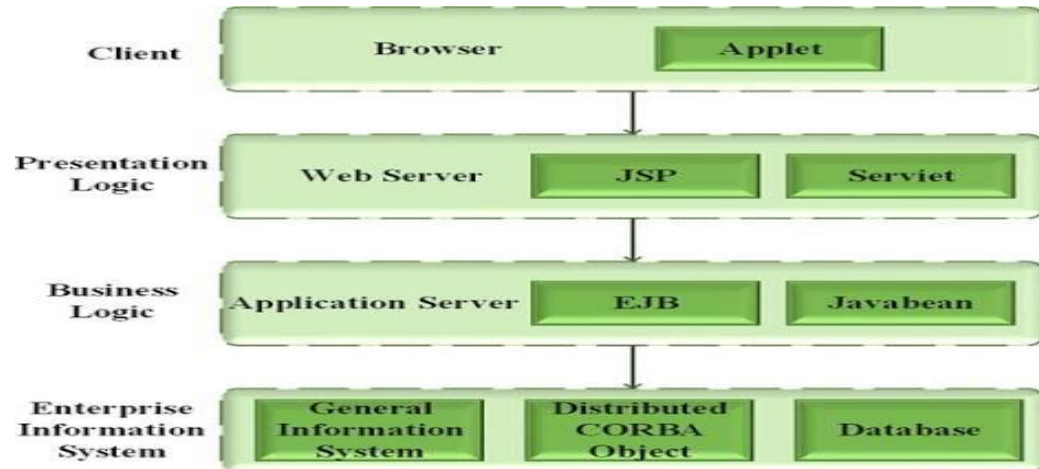 Client
Browser
Applet
Presentation
Logic
Web Server
JSP
Serviet
Business
Logic
Application Server
EJB
Javabean
Enterprise
Information
System
General
Information
System
Distributed
CORBA
Object
Database